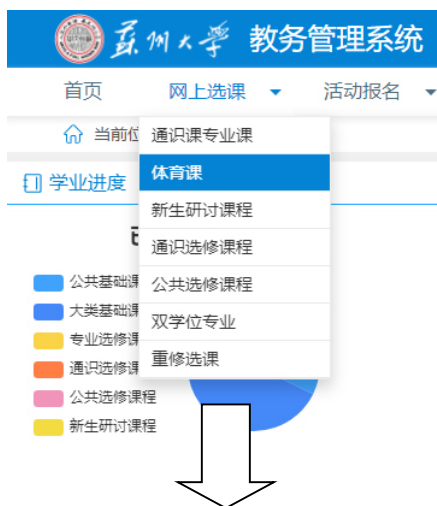 苏州大学 教务管理系统
首页 网上选课 活动报名
当前位
通识课专业课
学业进度
体育课
新生研讨课程
通识选修课程
公共选修课程
双学位专业
重修选课
公共基础课
大类基础课
专业选修课
通识选修课
公共选修课程
新生研讨课程